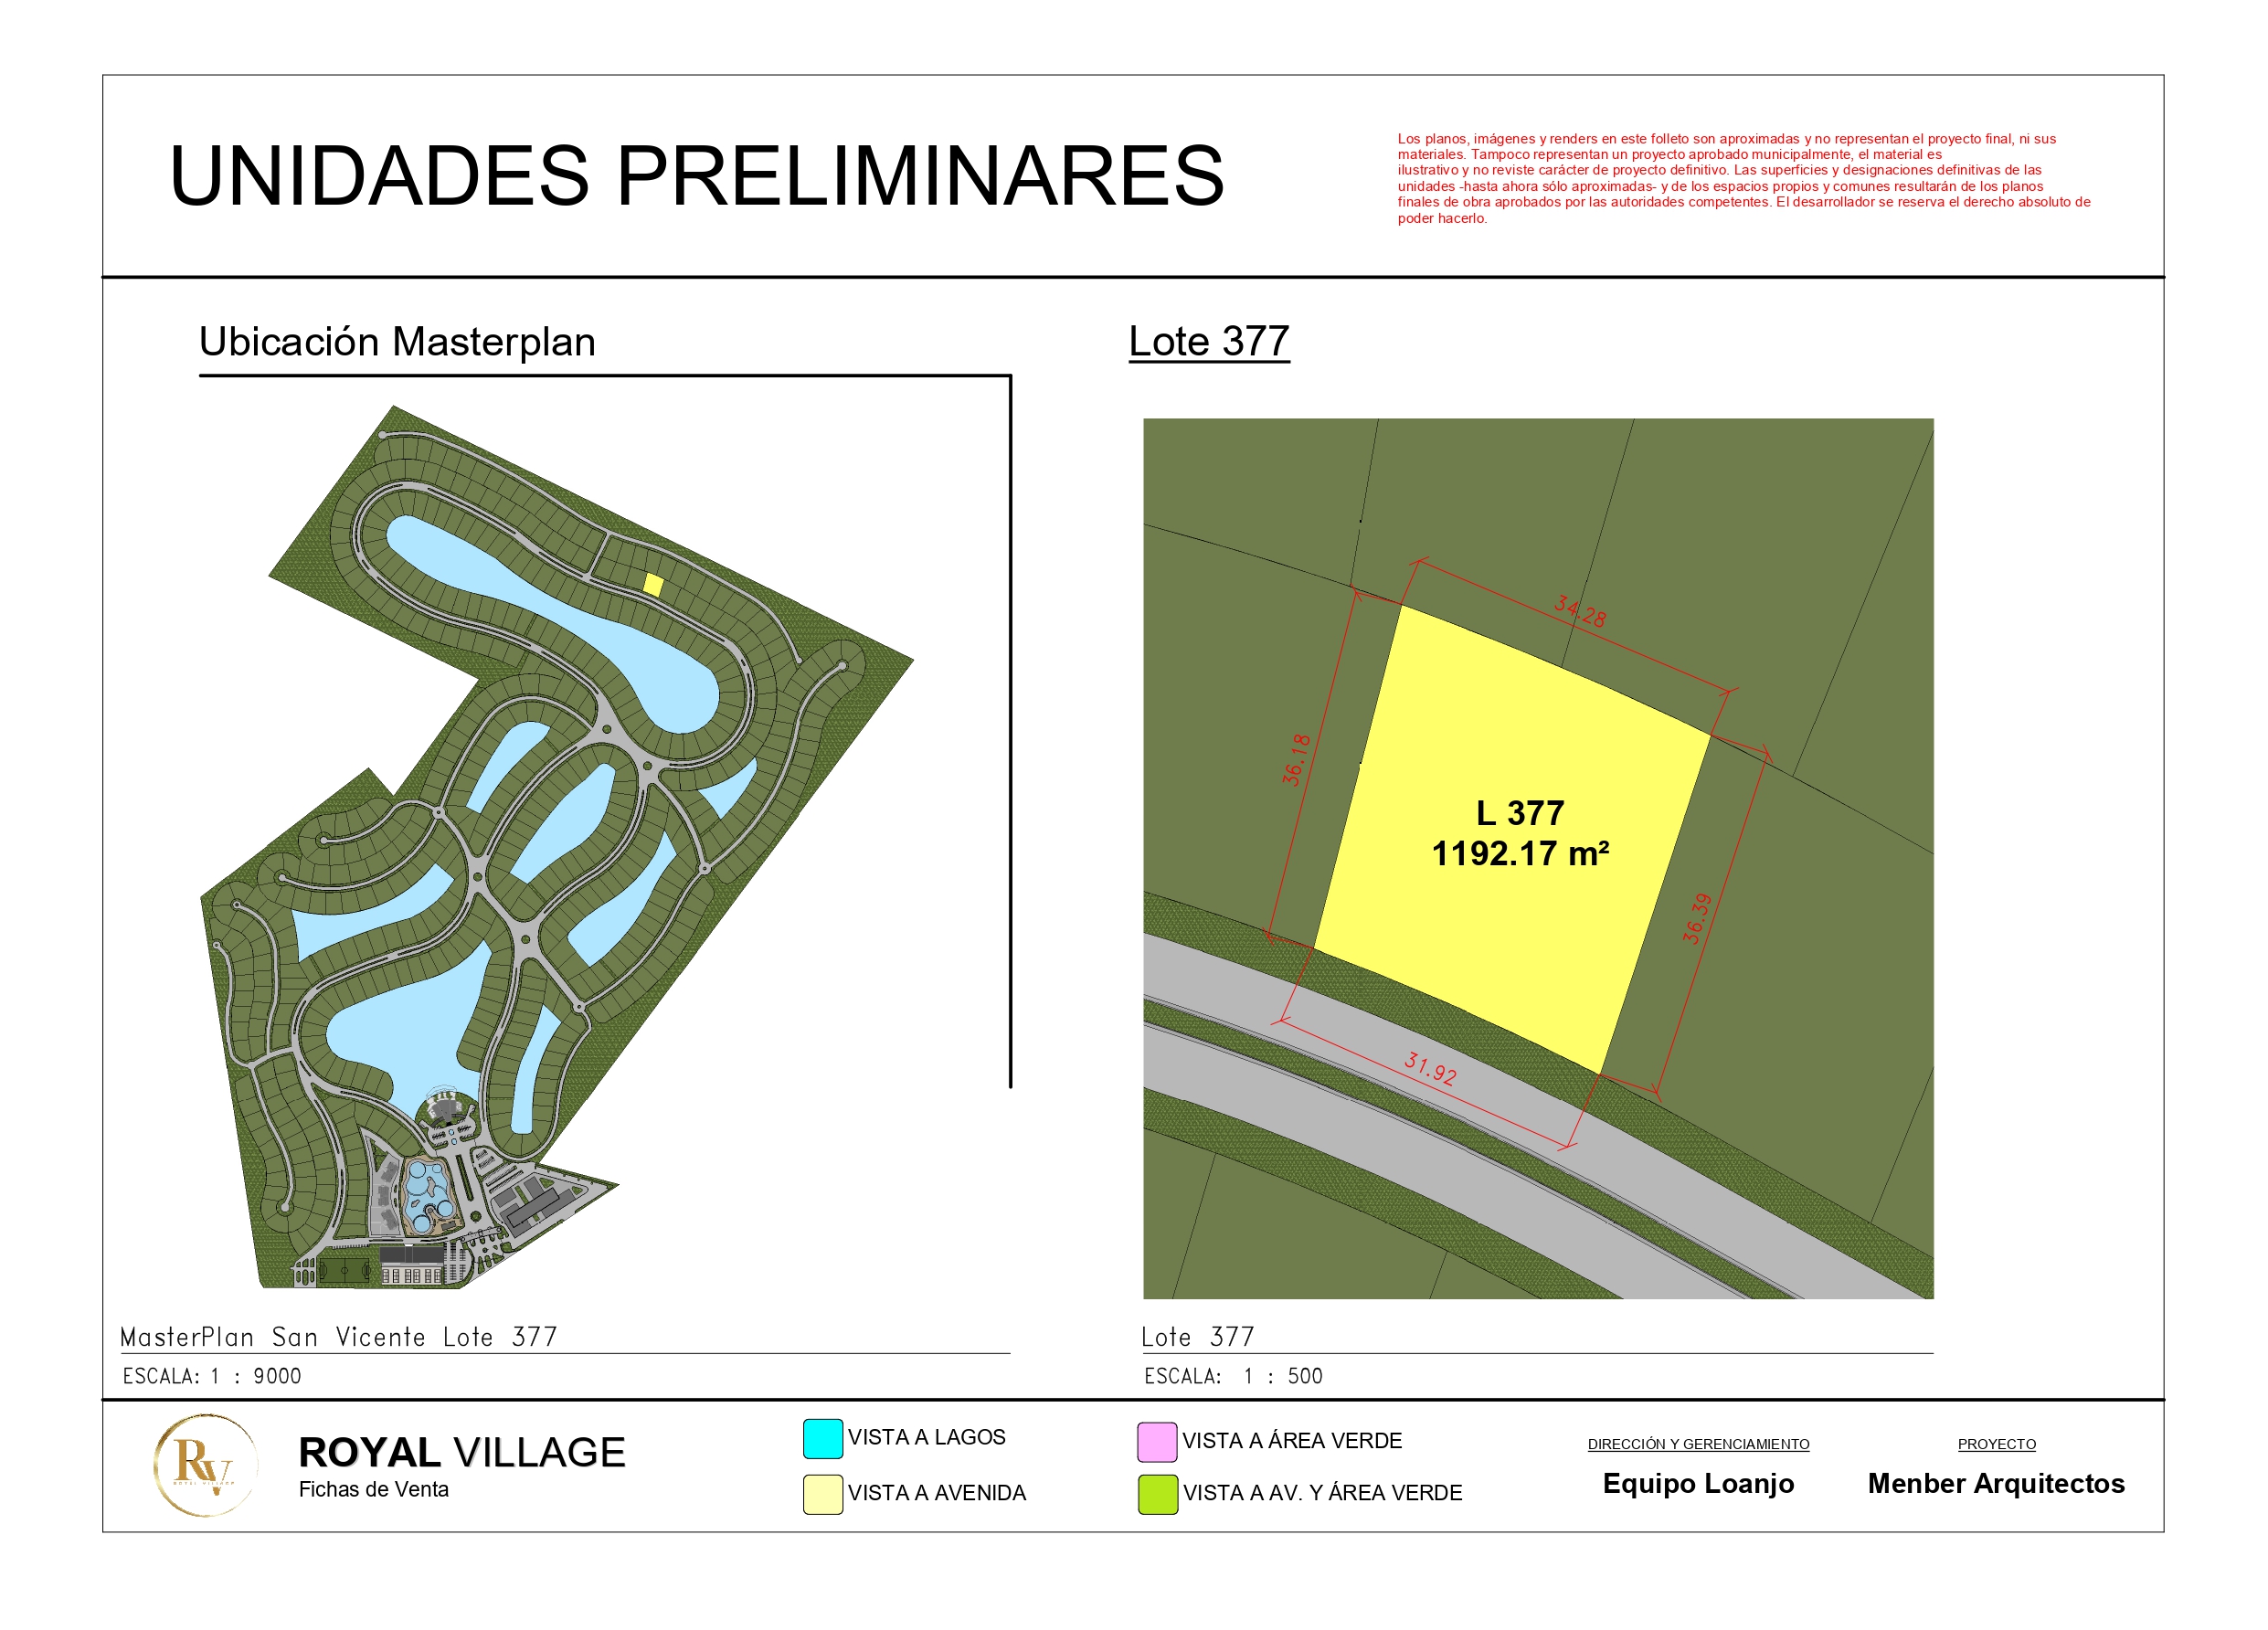 UNIDADES PRELIMINARES
Los planos, imágenes y renders en este folleto son aproximadas y no representan el proyecto final, ni sus
materiales. Tampoco representan un proyecto aprobado municipalmente, el material es
ilustrativo y no reviste carácter de proyecto definitivo. Las superficies y designaciones definitivas de las
unidades -hasta ahora sólo aproximadas- y de los espacios propios y comunes resultarán de los planos
finales de obra aprobados por las autoridades competentes. El desarrollador se reserva el derecho absoluto de
poder hacerlo.
Ubicación Masterplan
Lote 377
34.28
36.18
L 377
1192.17 m²
36.39
31.92
MasterPlan San Vicente Lote 377
ESCALA: 1 : 9000
Lote 377
ESCALA: 1 : 500
RV
ROYAL VILLAGE
ROYAL VILLAGE
Fichas de Venta
VISTA A LAGOS
VISTA A AVENIDA
VISTA A ÁREA VERDE
VISTA A AV. Y ÁREA VERDE
DIRECCIÓN Y GERENCIAMIENTO
Equipo Loanjo
PROYECTO
Menber Arquitectos